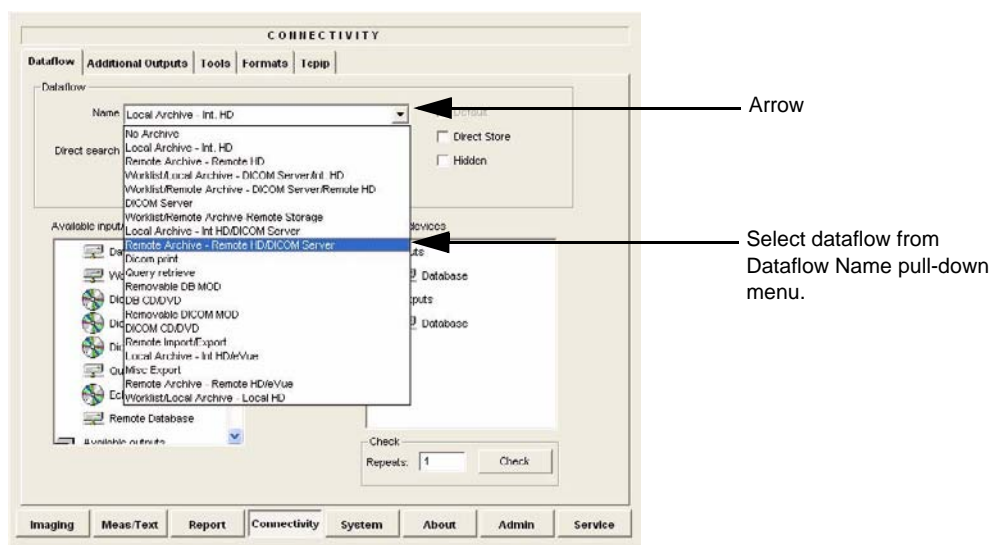 CONNECTIVITY
Dataflow Additional Outputs Tools Formats Tcpip
Dataflow
Name Local Archive - Int. HD
Arrow
No Archive
Direct Store
Local Archive - Int. HD
Direct search
Remote Archive - Remote HD
Hidden
Worklist/Local Archive - DICOM Server/Int. HD
Worklist/Remote Archive - DICOM Server/Remote HD
DICOM Server
Worklist/Remote Archive Remote Storage
Local Archive - Int HD/DICOM Server
Available input/
devices
Remote Archive - Remote HD/DICOM Server
Select dataflow from
Dataflow Name pull-down
menu.
Dicom print
Query retrieve
Database
Removable DB MOD
DB CD/DVD
Removable DICOM MOD
DICOM CD/DVD
Database
Remote Import/Export
Local Archive - Int HD/eVue
Misc Export
Remote Archive - Remote HD/eVue
Worklist/Local Archive - Local HD
Remote Database
Available outputs
Check
Repeats: 1 Check
Imaging Meas/Text Report Connectivity System About Admin Service